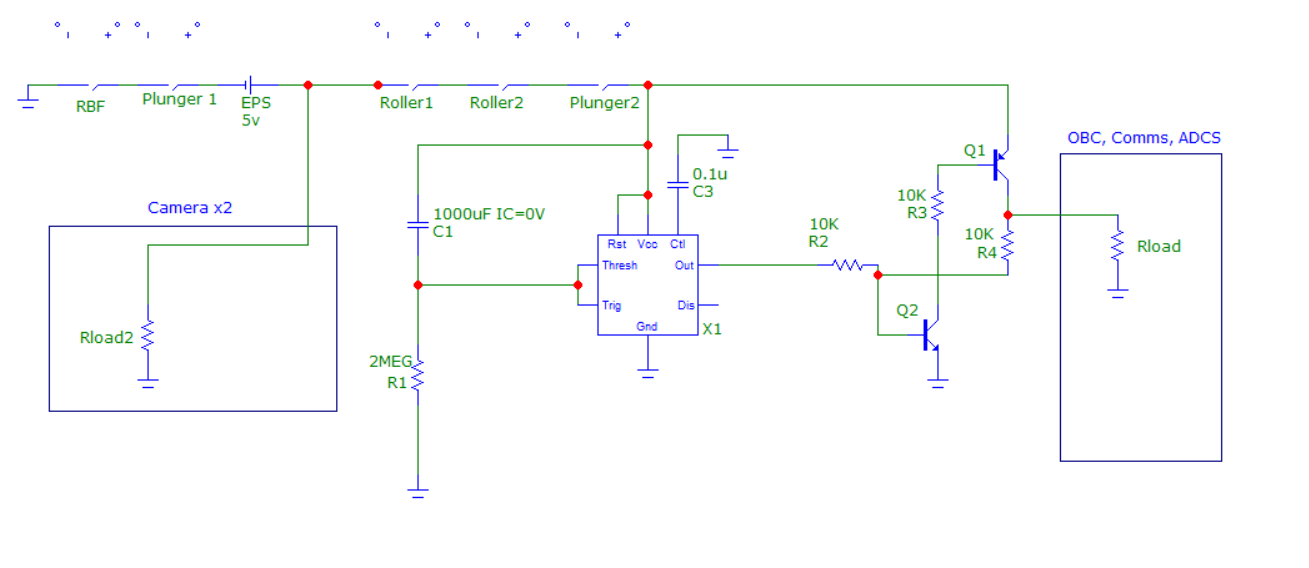 RBF
Plunger 1
EPS
5v
Roller1
Roller2
Plunger2
OBC, Comms, ADCS
Q1
0.1u
C3
10K
R3
Camera x2
1000uF IC=0V
C1
10K
R2
10K
R4
Rload
Rst Vcc Ctl
Thresh
Out
Trig
Dis
Gnd
X1
Q2
Rload2
2MEG
R1